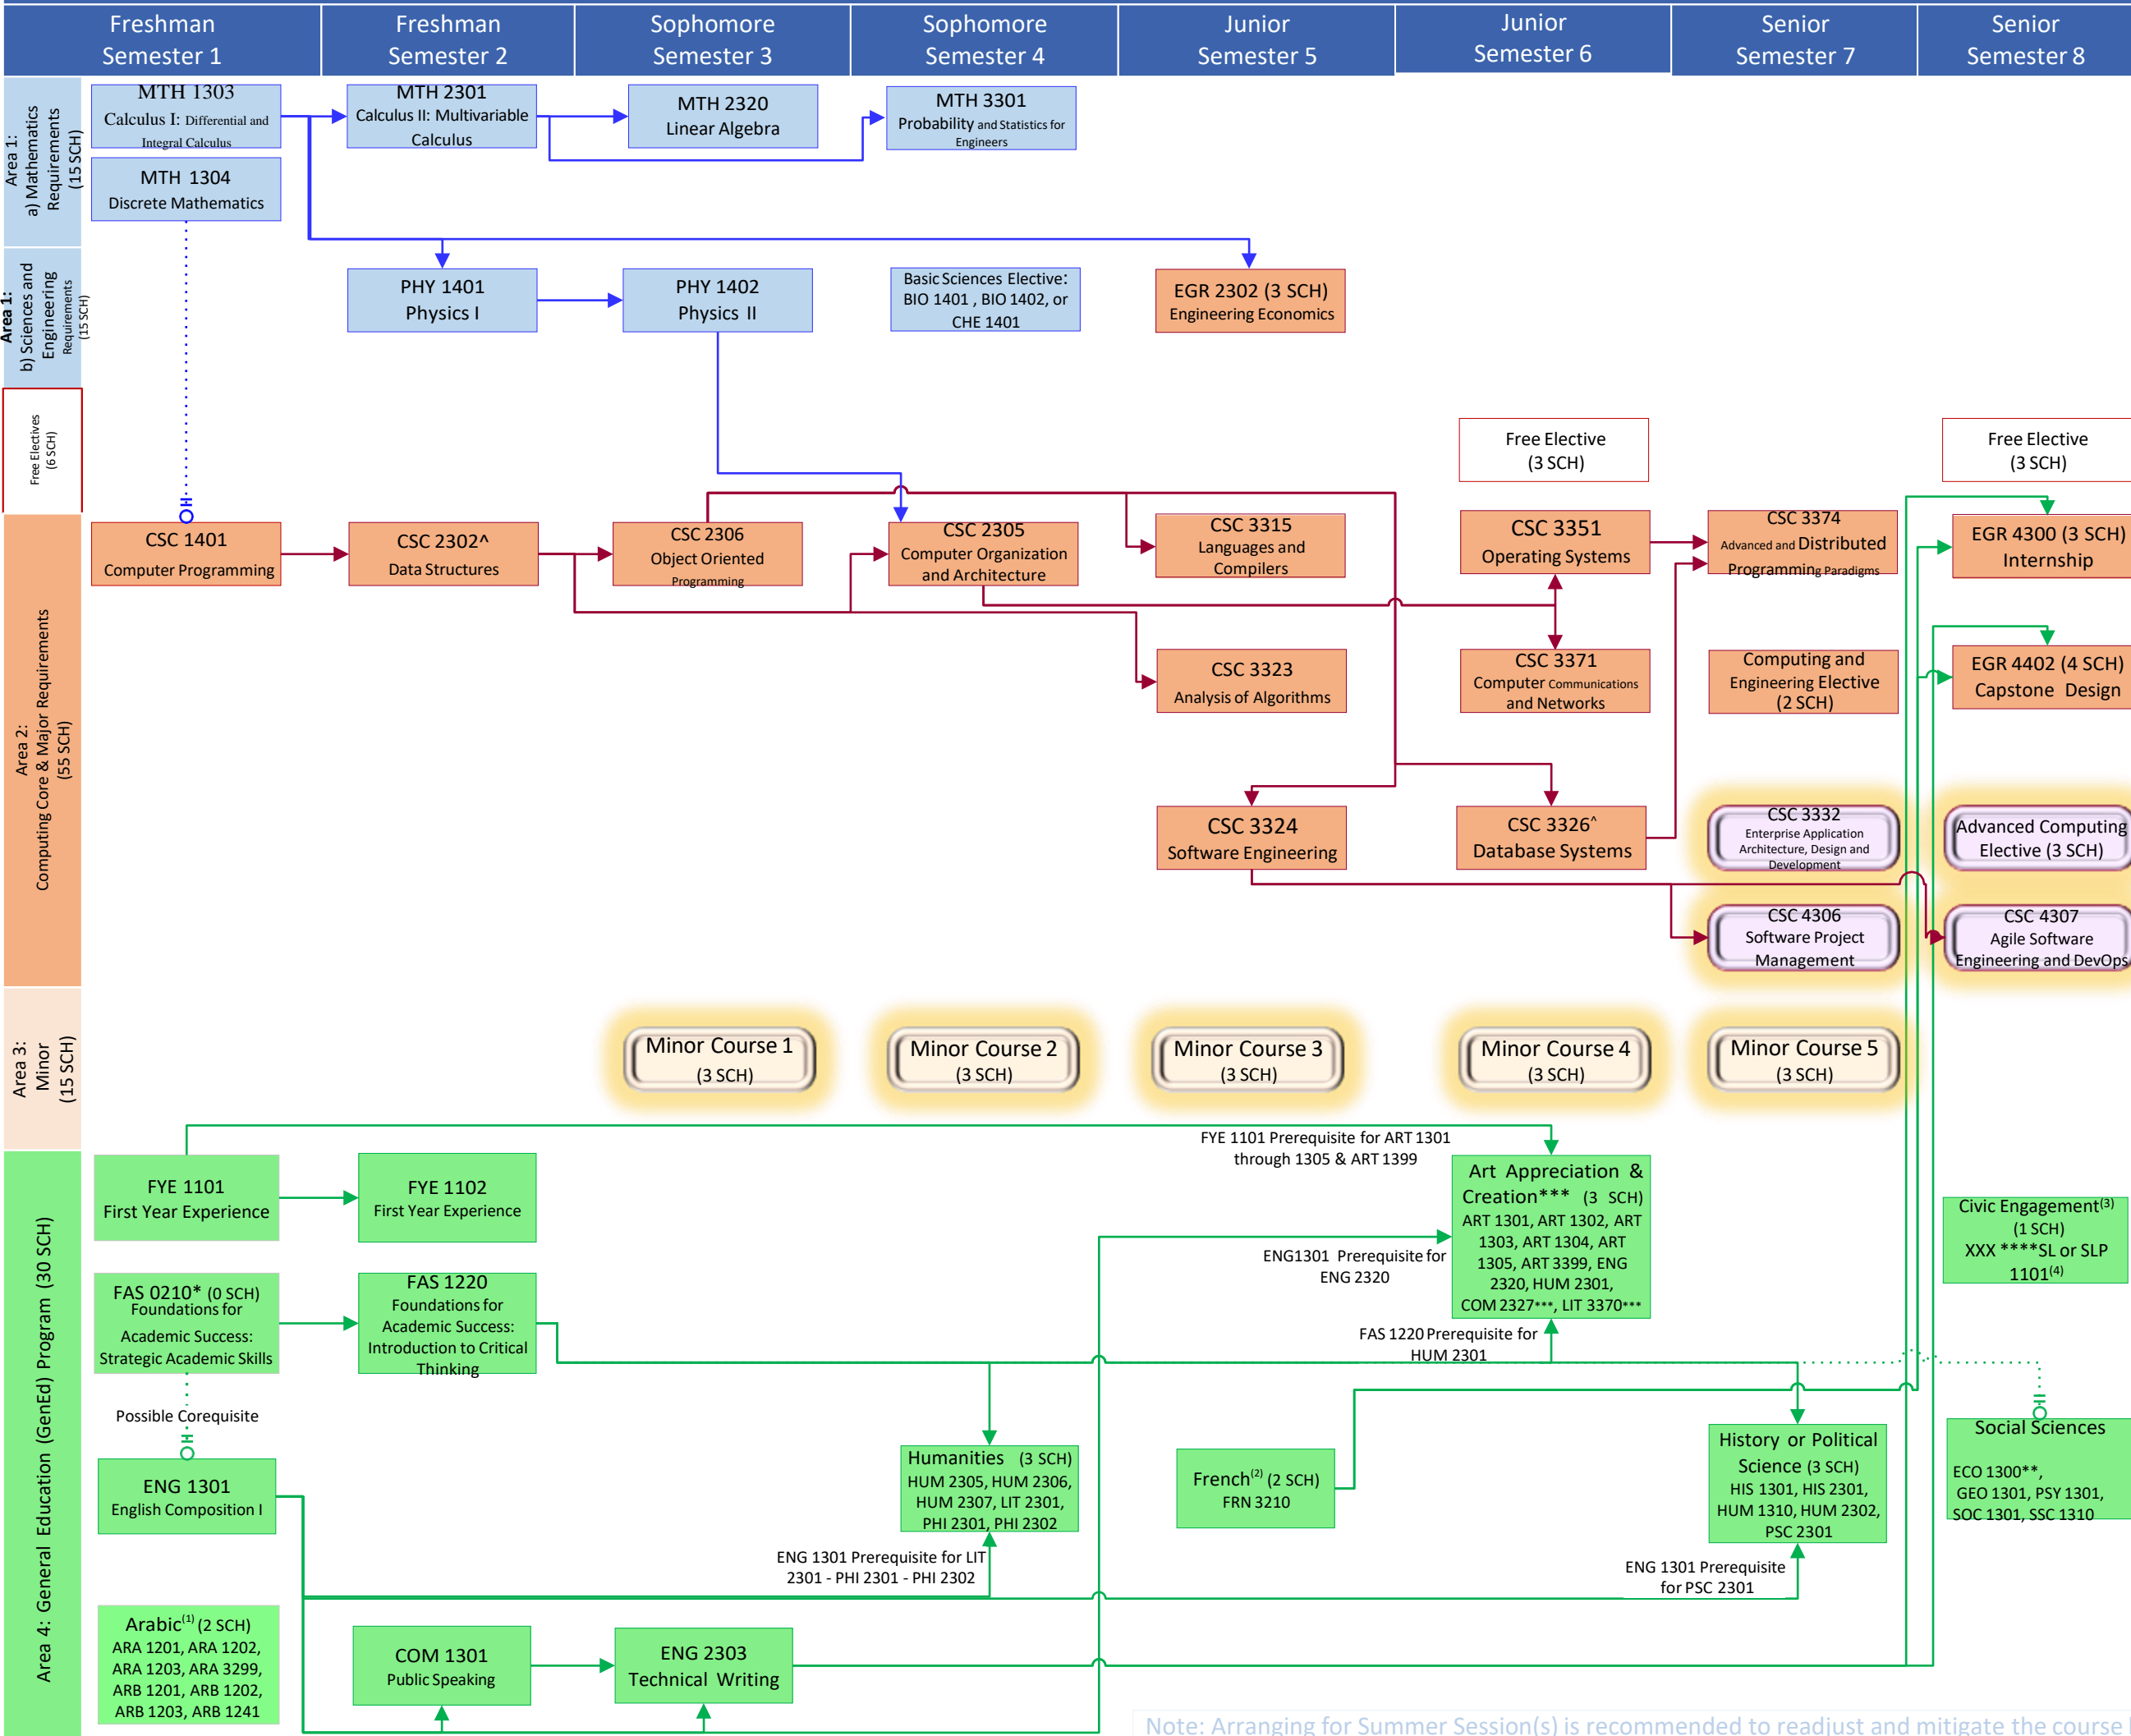 Freshman
Semester 1
Freshman
Semester 2
Sophomore
Semester 3
Sophomore
Semester 4
Junior
Semester 5
Junior
Semester 6
Senior
Semester 7
Senior
Semester 8
Area 1:
a) Mathematics
Requirements
(15 SCH)
MTH 1303
Calculus I: Differential and
Integral Calculus
MTH 2301
Calculus II: Multivariable
Calculus
MTH 2320
Linear Algebra
MTH 3301
Probability and Statistics for
Engineers
MTH 1304
Discrete Mathematics
Area 1:
b) Sciences and
Engineering
Requirements
(15 SCH)
PHY 1401
Physics I
PHY 1402
Physics II
Basic Sciences Elective:
BIO 1401 , BIO 1402, or
CHE 1401
EGR 2302 (3 SCH)
Engineering Economics
Free Electives
(6 SCH)
Free Elective
(3 SCH)
Free Elective
(3 SCH)
Area 2:
Computing Core & Major Requirements
(55 SCH)
CSC 1401
Computer Programming
CSC 2302^
Data Structures
CSC 2306
Object Oriented
Programming
CSC 2305
Computer Organization
and Architecture
CSC 3315
Languages and
Compilers
CSC 3351
Operating Systems
CSC 3374
Advanced and Distributed
Programming Paradigms
EGR 4300 (3 SCH)
Internship
CSC 3323
Analysis of Algorithms
CSC 3371
Computer Communications
and Networks
Computing and
Engineering Elective
(2 SCH)
EGR 4402 (4 SCH)
Capstone Design
CSC 3324
Software Engineering
CSC 3326^
Database Systems
CSC 3332
Enterprise Application
Architecture, Design and
Development
Advanced Computing
Elective (3 SCH)
CSC 4306
Software Project
Management
CSC 4307
Agile Software
Engineering and DevOps
Area 3:
Minor
(15 SCH)
Minor Course 1
(3 SCH)
Minor Course 2
(3 SCH)
Minor Course 3
(3 SCH)
Minor Course 4
(3 SCH)
Minor Course 5
(3 SCH)
Area 4: General Education (GenEd) Program (30 SCH)
FYE 1101 Prerequisite for ART 1301
through 1305 & ART 1399
FYE 1101
First Year Experience
FYE 1102
First Year Experience
Art Appreciation &
Creation*** (3 SCH)
ART 1301, ART 1302, ART
1303, ART 1304, ART
1305, ART 3399, ENG
2320, HUM 2301,
COM 2327***, LIT 3370***
Civic Engagement(3)
(1 SCH)
XXX ****SL or SLP
1101(4)
ENG1301 Prerequisite for
ENG 2320
FAS 0210* (0 SCH)
Foundations for
Academic Success:
Strategic Academic Skills
FAS 1220
Foundations for
Academic Success:
Introduction to Critical
Thinking
FAS 1220 Prerequisite for
HUM 2301
Possible Corequisite
ENG 1301
English Composition I
Humanities (3 SCH)
HUM 2305, HUM 2306,
HUM 2307, LIT 2301,
PHI 2301, PHI 2302
French(2) (2 SCH)
FRN 3210
History or Political
Science (3 SCH)
HIS 1301, HIS 2301,
HUM 1310, HUM 2302,
PSC 2301
Social Sciences
ECO 1300**,
GEO 1301, PSY 1301,
SOC 1301, SSC 1310
ENG 1301 Prerequisite for LIT
2301 - PHI 2301 - PHI 2302
ENG 1301 Prerequisite
for PSC 2301
Arabic(1) (2 SCH)
ARA 1201, ARA 1202,
ARA 1203, ARA 3299,
ARB 1201, ARB 1202,
ARB 1203, ARB 1241
COM 1301
Public Speaking
ENG 2303
Technical Writing
Note: Arranging for Summer Session(s) is recommended to readjust and mitigate the course